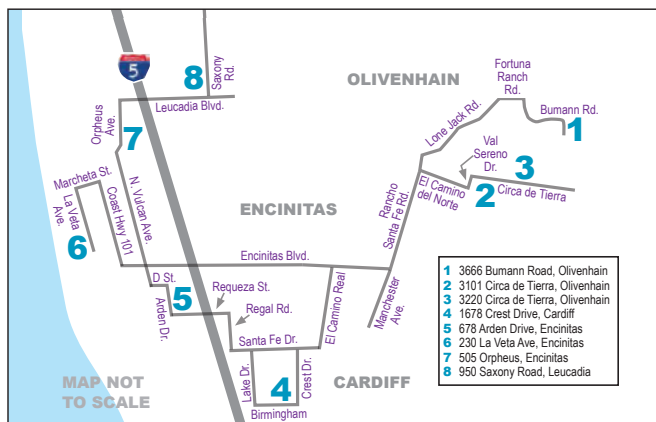 Fortuna
Ranch
Rd.
5
8
Saxony
Rd.
OLIVENHAIN
Leucadia Blvd.
Lone Jack Rd.
Bumann Rd.
1
Orpheus
Ave.
7
Val
Sereno
Dr.
3
Marcheta St.
La Veta
Ave.
6
Coast Hwy 101
N. Vulcan Ave.
ENCINITAS
Rancho
Santa Fe Rd.
El Camino
del Norte
2
Circa de Tierra
Encinitas Blvd.
D St.
5
Arden Dr.
Requeza St.
Regal Rd.
El Camino Real
Manchester
Ave.
Santa Fe Dr.
Lake Dr.
4
Crest Dr.
Birmingham
CARDIFF
MAP NOT
TO SCALE
1 3666 Bumann Road, Olivenhain
2 3101 Circa de Tierra, Olivenhain
3 3220 Circa de Tierra, Olivenhain
4 1678 Crest Drive, Cardiff
5 678 Arden Drive, Encinitas
6 230 La Veta Ave, Encinitas
7 505 Orpheus, Encinitas
8 950 Saxony Road, Leucadia